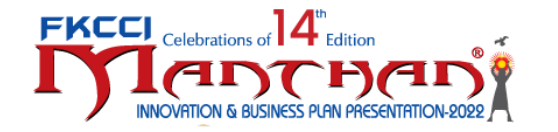 FKCCI Celebrations of 14th Edition
MANTHAN®
INNOVATION & BUSINESS PLAN PRESENTATION-2022